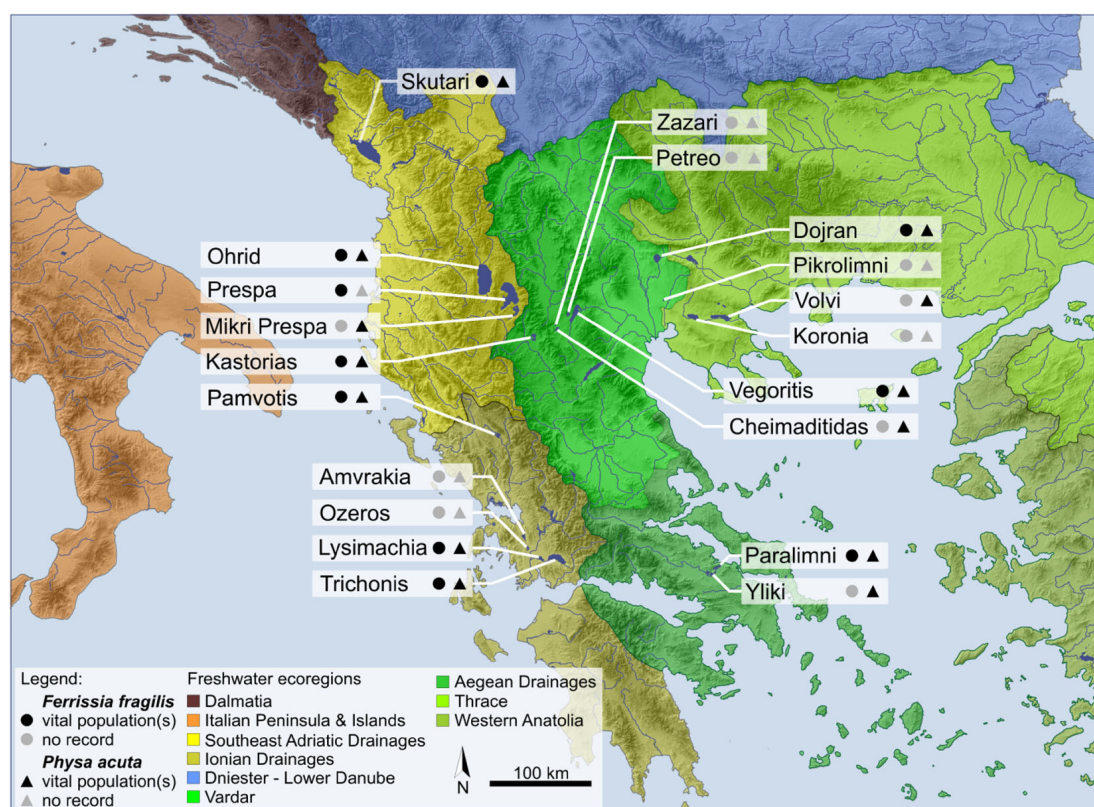 Skutari
Zazari
Petreo
Dojran
Pikrolimni
Volvi
Koronia
Ohrid
Prespa
Mikri Prespa
Kastorias
Pamvotis
Vegoritis
Cheimaditidas
Amvrakia
Ozeros
Lysimachia
Trichonis
Paralimni
Yliki
Legend:
Ferrissia fragilis
vital population(s)
no record
Physa acuta
vital population(s)
no record
Freshwater ecoregions
Dalmatia
Italian Peninsula & Islands
Southeast Adriatic Drainages
Ionian Drainages
Dniester - Lower Danube
Vardar
Aegean Drainages
Thrace
Western Anatolia
N
100 km